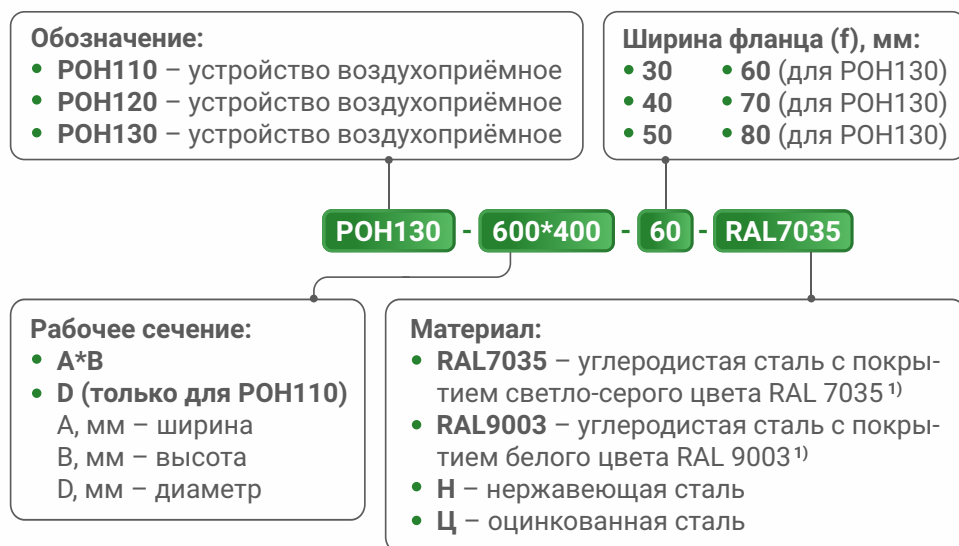 Обозначение:
• РОН110 – устройство воздухоприёмное
• РОН120 – устройство воздухоприёмное
• РОН130 – устройство воздухоприёмное
Ширина фланца (f), мм:
• 30 • 60 (для РОН130)
• 40 • 70 (для РОН130)
• 50 • 80 (для РОН130)
РОН130 - 600*400 - 60 - RAL7035
Рабочее сечение:
• A*B
• D (только для РОН110)
А, мм – ширина
В, мм – высота
D, мм – диаметр
Материал:
• RAL7035 – углеродистая сталь с покры-
тием светло-серого цвета RAL 7035 ¹⁾
• RAL9003 – углеродистая сталь с покры-
тием белого цвета RAL 9003 ¹⁾
• Н – нержавеющая сталь
• Ц – оцинкованная сталь